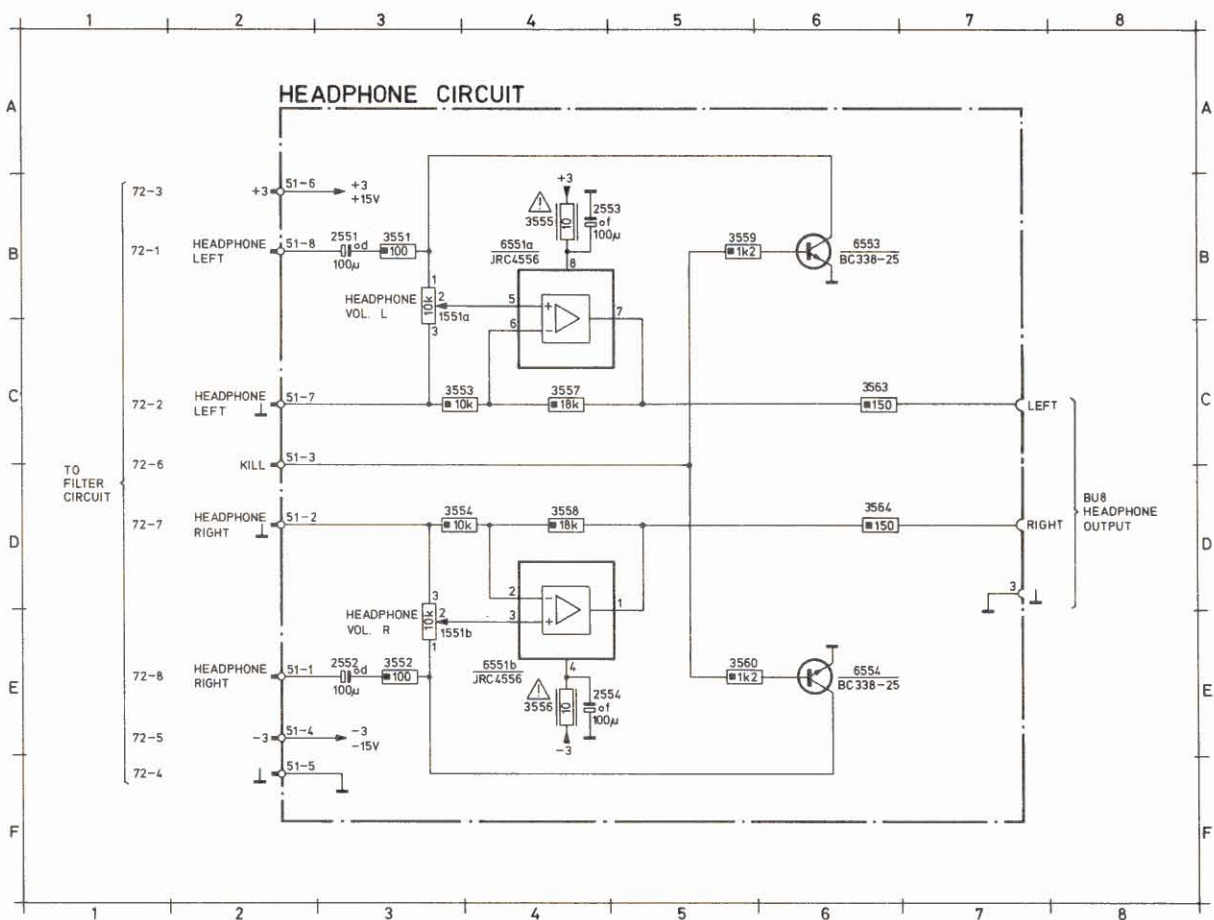 1 2 3 4 5 6 7 8
HEADPHONE CIRCUIT
A A
B B
C C
D D
E E
F F
TO
FILTER
CIRCUIT
72-3
+3
51-6
+3
+15V
72-1
HEADPHONE
LEFT
51-8
2551
od
100µ
3551
100
HEADPHONE
VOL. L
1
2
3
10k
1551a
+3
3555
10
2553
of
100µ
6551a
JRC4556
8
5
6
7
+
-
3559
1k2
6553
BC338-25
72-2
HEADPHONE
LEFT
51-7
3553
10k
3557
18k
3563
150
LEFT
72-6
KILL
51-3
72-7
HEADPHONE
RIGHT
51-2
3554
10k
3558
18k
3564
150
RIGHT
BU8
HEADPHONE
OUTPUT
3
HEADPHONE
VOL. R
3
2
1
10k
1551b
2
3
1
-
+
4
6551b
JRC4556
3556
10
-3
2554
of
100µ
3560
1k2
6554
BC338-25
72-8
HEADPHONE
RIGHT
51-1
2552
od
100µ
3552
100
72-5
-3
51-4
-3
-15V
72-4
51-5
1 2 3 4 5 6 7 8